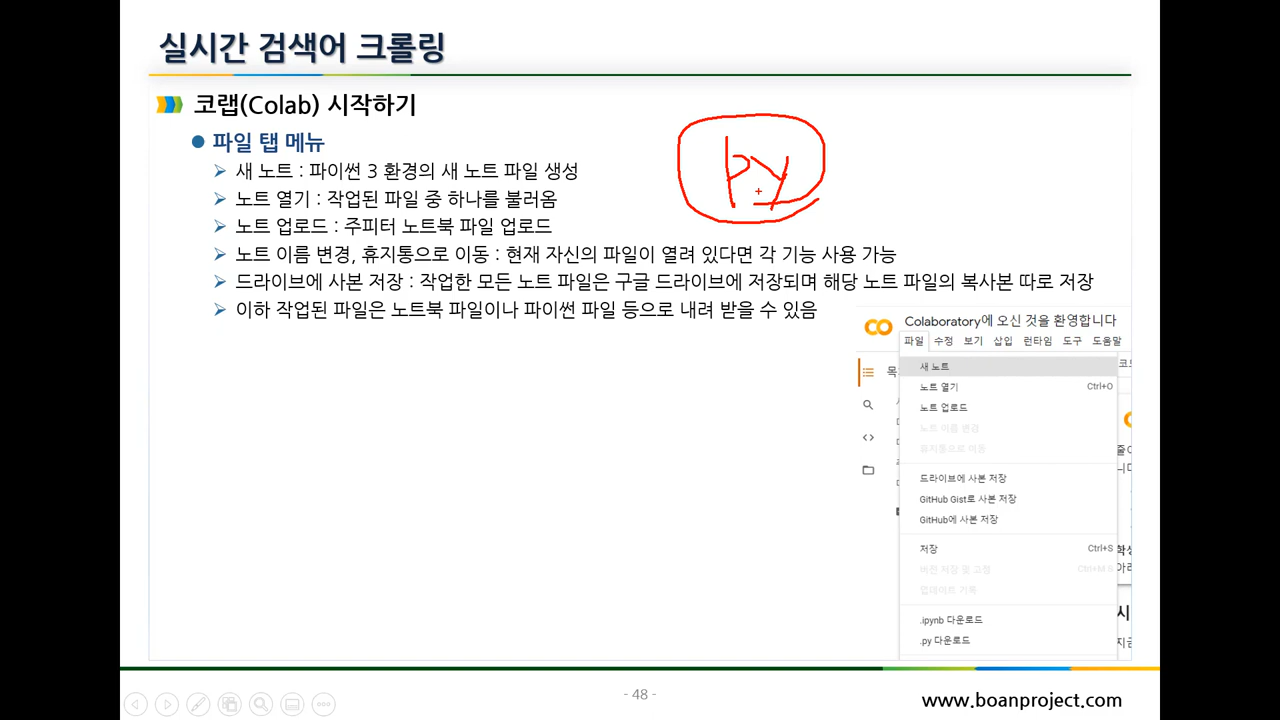 실시간 검색어 크롤링
코랩(Colab) 시작하기
파일 탭 메뉴
새 노트 : 파이썬 3 환경의 새 노트 파일 생성
노트 열기 : 작업된 파일 중 하나를 불러옴
노트 업로드 : 주피터 노트북 파일 업로드
노트 이름 변경, 휴지통으로 이동 : 현재 자신의 파일이 열려 있다면 각 기능 사용 가능
드라이브에 사본 저장 : 작업한 모든 노트 파일은 구글 드라이브에 저장되며 해당 노트 파일의 복사본 따로 저장
이하 작업된 파일은 노트북 파일이나 파이썬 파일 등으로 내려 받을 수 있음
py
Colaboratory에 오신 것을 환영합니다
파일 수정 보기 삽입 런타임 도구 도움말
새 노트
노트 열기 Ctrl+O
노트 업로드
노트 이름 변경
휴지통으로 이동
드라이브에 사본 저장
GitHub Gist로 사본 저장
GitHub에 사본 저장
저장 Ctrl+S
버전 저장 및 고정 Ctrl+M S
업데이트 기록
.ipynb 다운로드
.py 다운로드
- 48 -
www.boanproject.com